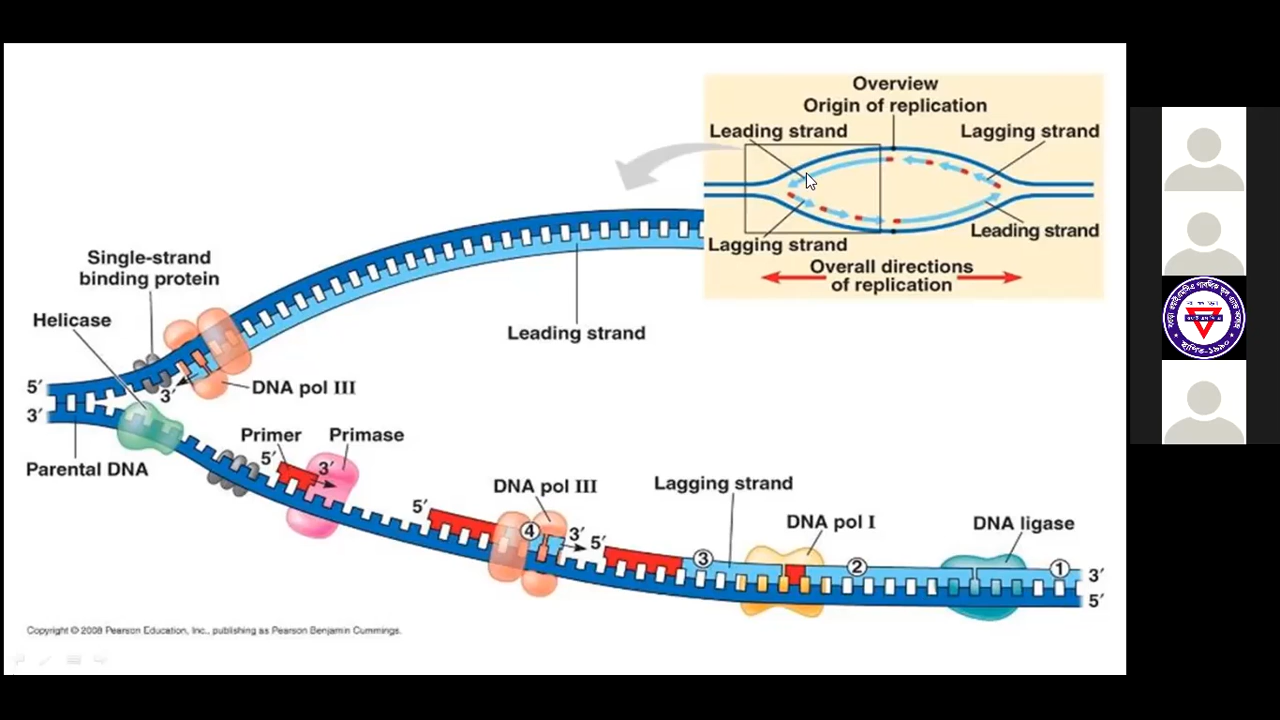 Overview
Origin of replication
Leading strand
Lagging strand
Lagging strand
Leading strand
Overall directions
of replication
Single-strand
binding protein
Helicase
Leading strand
5′
3′
3′
DNA pol III
Parental DNA
Primer
Primase
5′
3′
DNA pol III
Lagging strand
5′
4
3′
5′
3
DNA pol I
2
DNA ligase
1
3′
5′
Copyright © 2008 Pearson Education, Inc., publishing as Pearson Benjamin Cummings.